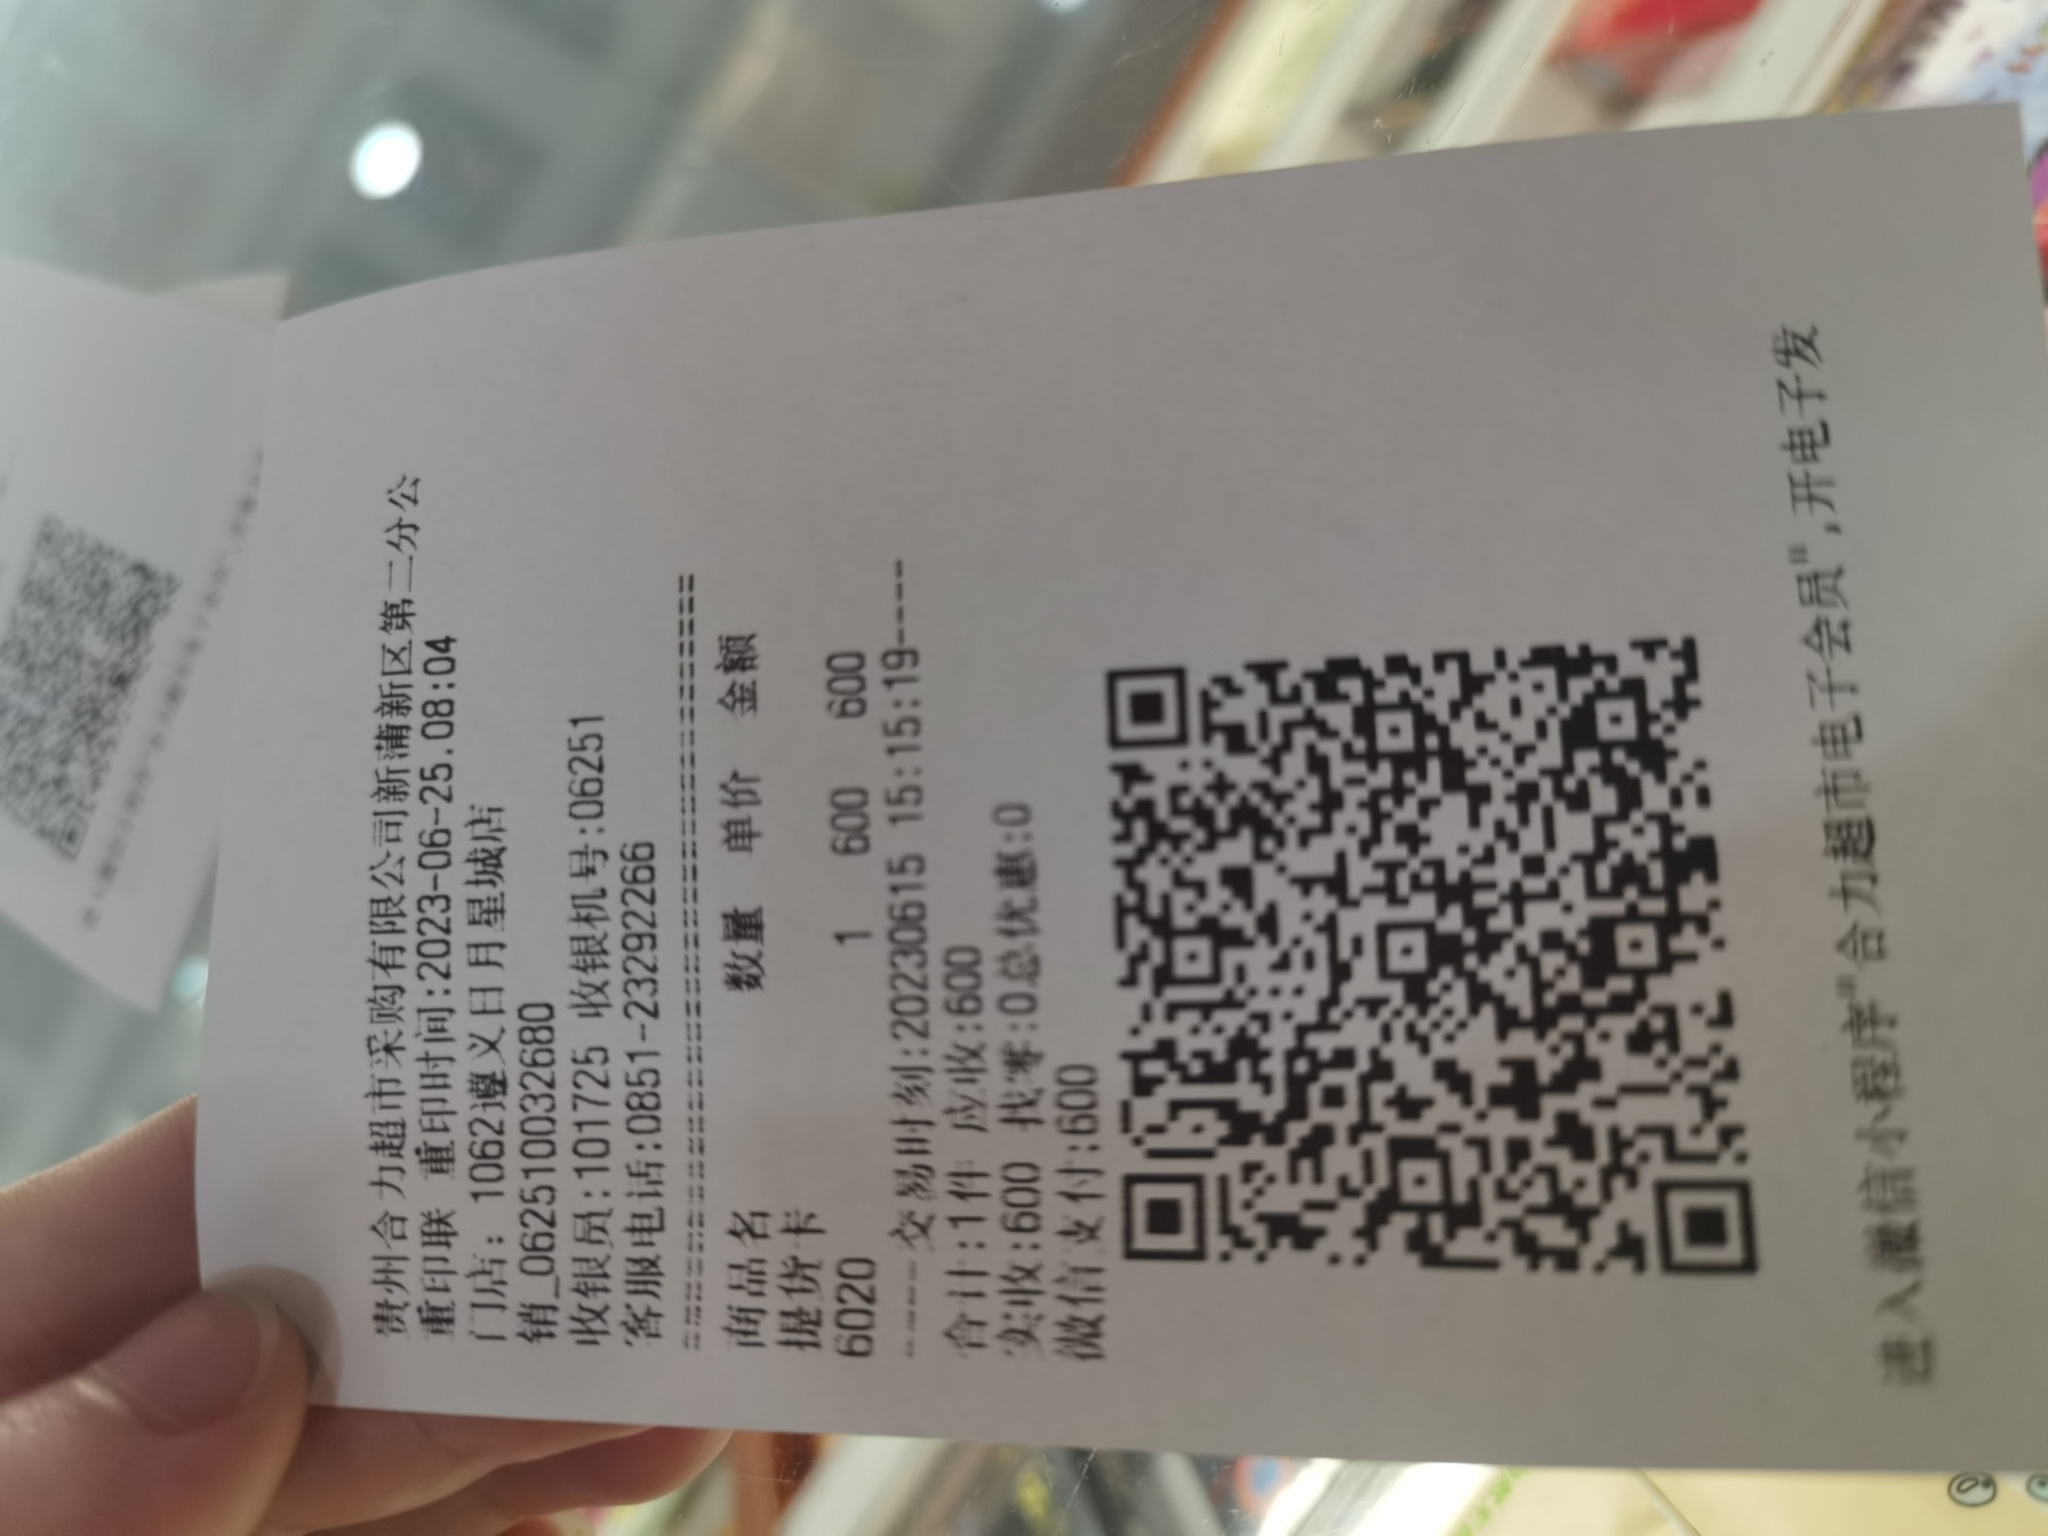 贵州合力超市采购有限公司新蒲新区第二分公
重印联 重印时间:2023-06-25.08:04
门店: 1062遵义日月星城店
销_062510032680
收银员:101725 收银机号:06251
客服电话:0851-23292266
================================
商品名 数量 单价 金额
提货卡
6020 1 600 600
---- 交易时刻:20230615 15:15:19----
合计:1件 应收:600
实收:600 找零:0总优惠:0
微信支付:600
进入微信小程序"合力超市电子会员",开电子发